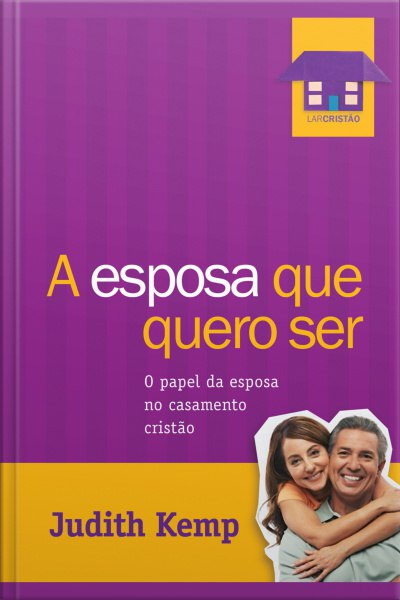 LARCRISTÃO
A esposa que
quero ser
O papel da esposa
no casamento
cristão
Judith Kemp